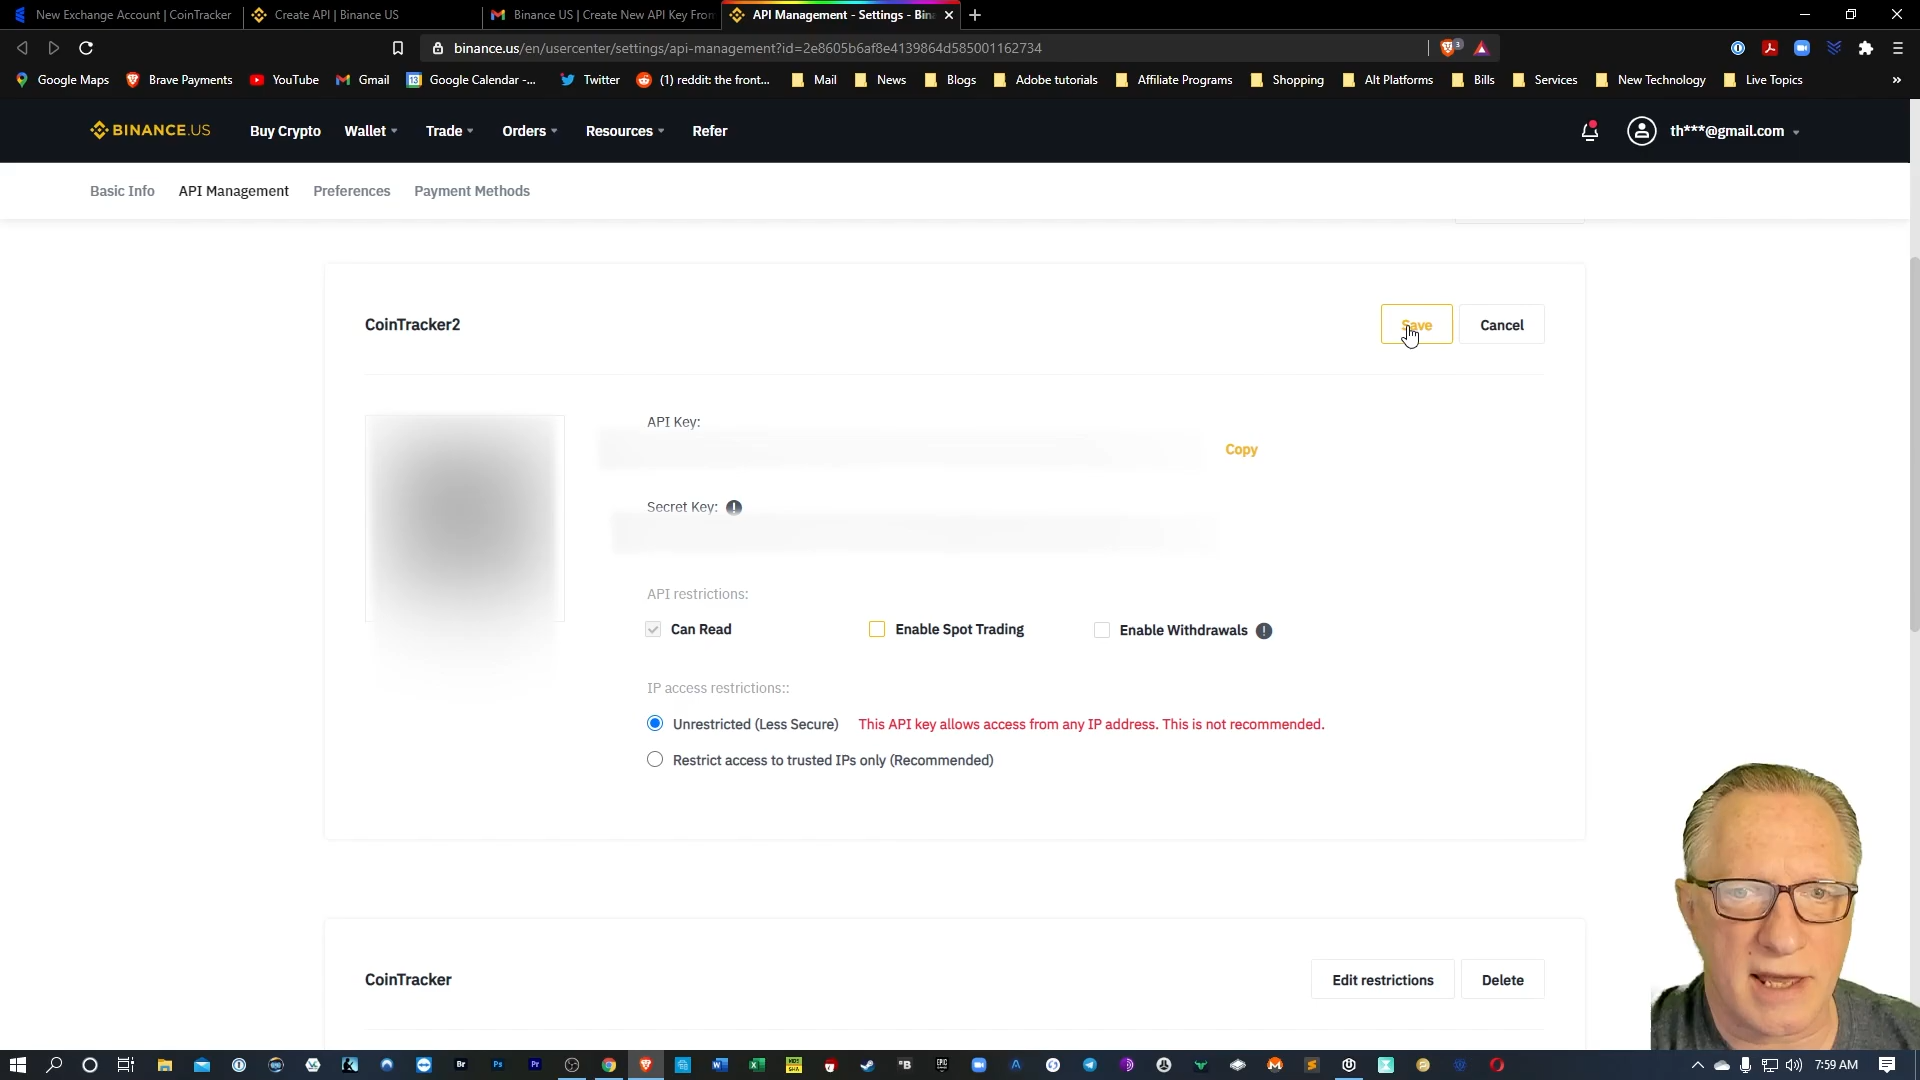 New Exchange Account | CoinTracker
Create API | Binance US
Binance US | Create New API Key From
API Management - Settings - Bin
binance.us/en/usercenter/settings/api-management?id=2e8605b6af8e4139864d585001162734
3
Google Maps
Brave Payments
YouTube
Gmail
Google Calendar -...
Twitter
(1) reddit: the front...
Mail
News
Blogs
Adobe tutorials
Affiliate Programs
Shopping
Alt Platforms
Bills
Services
New Technology
Live Topics
»
BINANCE.US
Buy Crypto
Wallet
Trade
Orders
Resources
Refer
th***@gmail.com
Basic Info
API Management
Preferences
Payment Methods
CoinTracker2
Save
Cancel
API Key:
Copy
Secret Key:
API restrictions:
Can Read
Enable Spot Trading
Enable Withdrawals
IP access restrictions::
Unrestricted (Less Secure)
This API key allows access from any IP address. This is not recommended.
Restrict access to trusted IPs only (Recommended)
CoinTracker
Edit restrictions
Delete
Br
Ps
Pr
7:59 AM